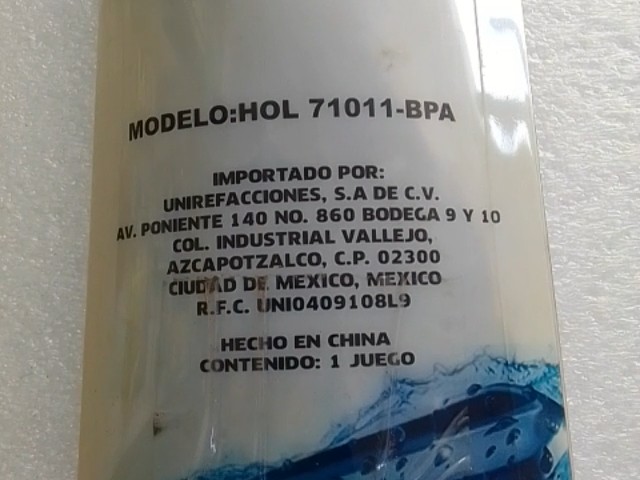 MODELO:HOL 71011-BPA
IMPORTADO POR:
UNIREFACCIONES, S.A DE C.V.
AV. PONIENTE 140 NO. 860 BODEGA 9 Y 10
COL. INDUSTRIAL VALLEJO,
AZCAPOTZALCO, C.P. 02300
CIUDAD DE MEXICO, MEXICO
R.F.C. UNI0409108L9
HECHO EN CHINA
CONTENIDO: 1 JUEGO